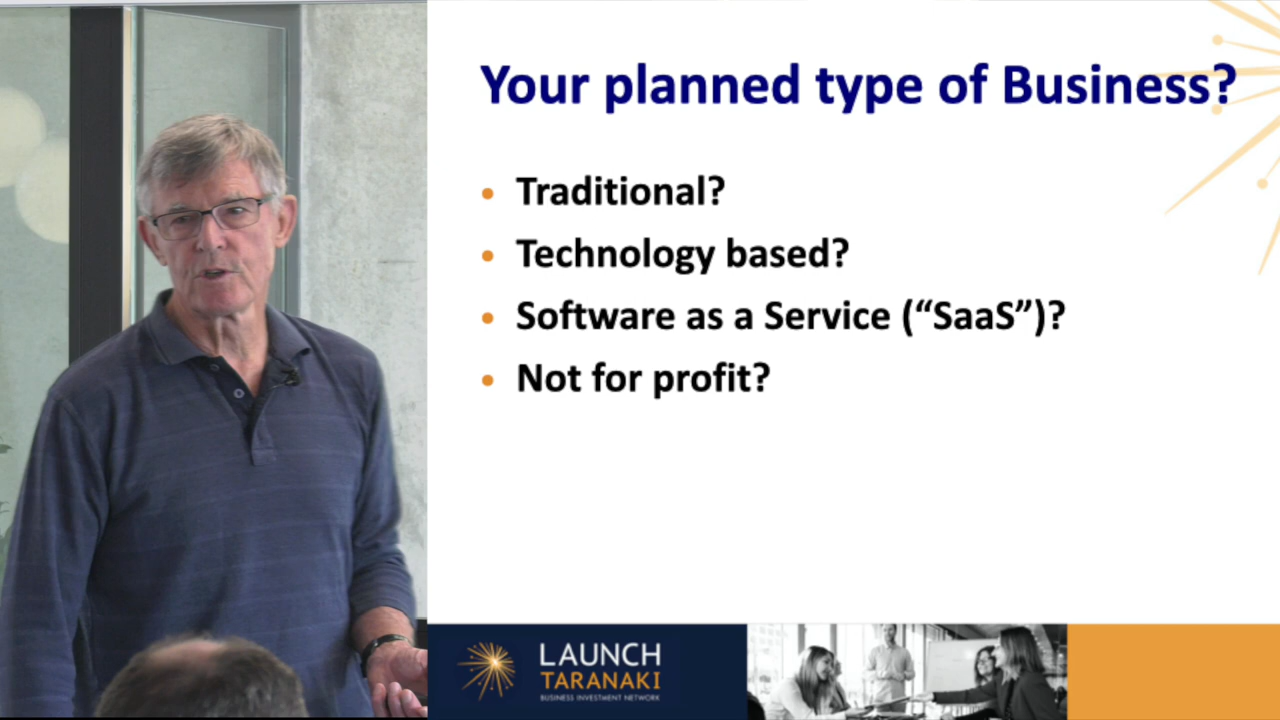 Your planned type of Business?
Traditional?
Technology based?
Software as a Service (“SaaS”)?
Not for profit?
LAUNCH
TARANAKI
BUSINESS INVESTMENT NETWORK